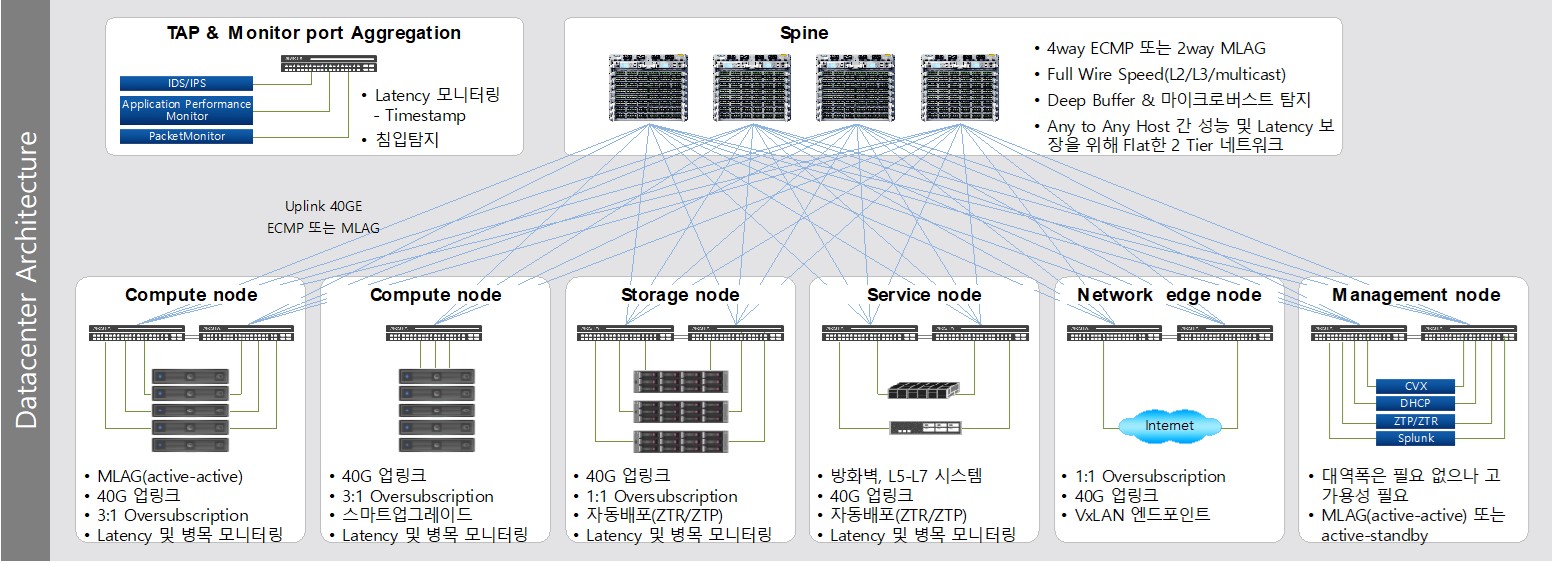 Datacenter Architecture
TAP & Monitor port Aggregation
IDS/IPS
Application Performance
Monitor
PacketMonitor
• Latency 모니터링
- Timestamp
• 침입탐지
Spine
• 4way ECMP 또는 2way MLAG
• Full Wire Speed(L2/L3/multicast)
• Deep Buffer & 마이크로버스트 탐지
• Any to Any Host 간 성능 및 Latency 보
장을 위해 Flat한 2 Tier 네트워크
Uplink 40GE
ECMP 또는 MLAG
Compute node
• MLAG(active-active)
• 40G 업링크
• 3:1 Oversubscription
• Latency 및 병목 모니터링
Compute node
• 40G 업링크
• 3:1 Oversubscription
• 스마트업그레이드
• Latency 및 병목 모니터링
Storage node
• 40G 업링크
• 1:1 Oversubscription
• 자동배포(ZTR/ZTP)
• Latency 및 병목 모니터링
Service node
• 방화벽, L5-L7 시스템
• 40G 업링크
• 자동배포(ZTR/ZTP)
• Latency 및 병목 모니터링
Network edge node
Internet
• 1:1 Oversubscription
• 40G 업링크
• VxLAN 엔드포인트
Management node
CVX
DHCP
ZTP/ZTR
Splunk
• 대역폭은 필요 없으나 고
가용성 필요
• MLAG(active-active) 또는
active-standby